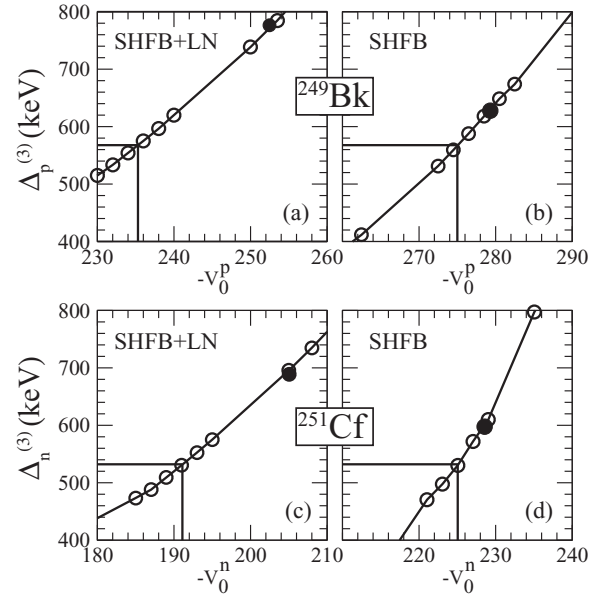 800
700
600
500
400
Δp(3) (keV)
SHFB+LN
(a)
230
240
250
260
-V0p
249Bk
SHFB
(b)
270
280
290
-V0p
800
700
600
500
400
Δn(3) (keV)
SHFB+LN
(c)
180
190
200
210
-V0n
251Cf
SHFB
(d)
220
230
240
-V0n